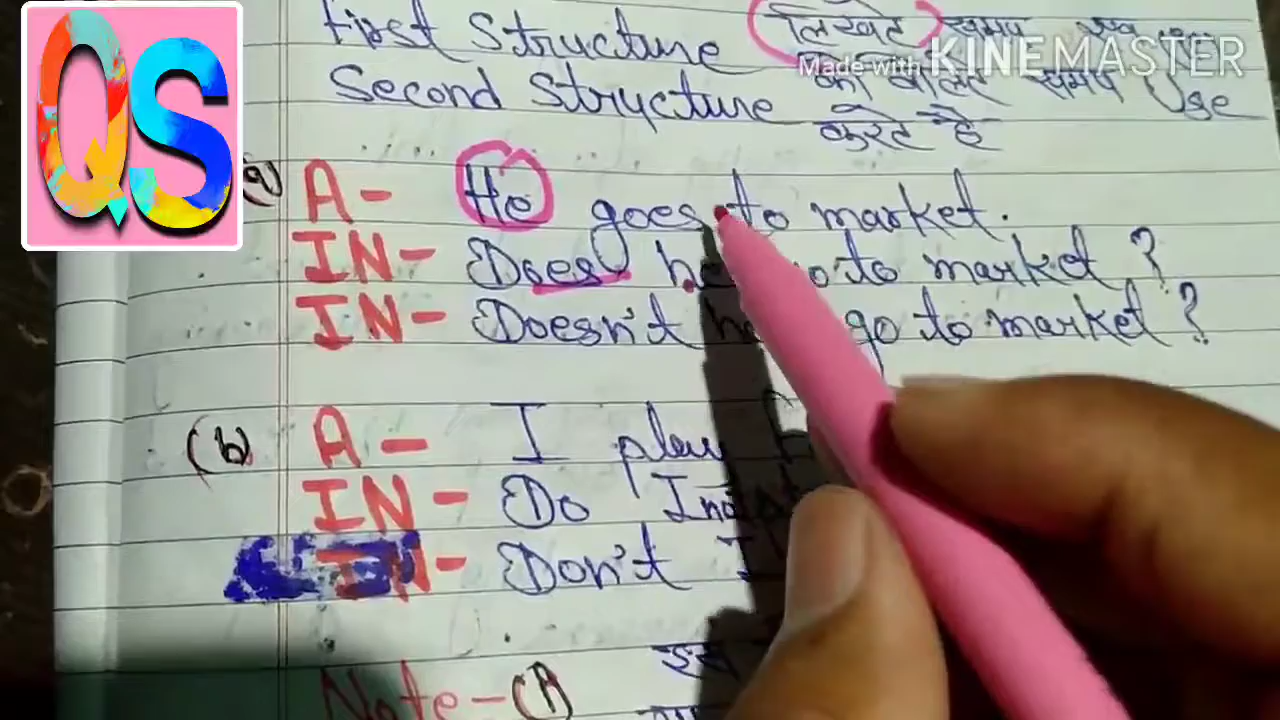 QS
First Structure लिखते समय
Made with KINEMASTER
Second Structure को बोलते समय Use
करते है
(a) A- He goes to market.
IN- Does he go to market ?
IN- Doesn't he go to market ?
(b) A- I play
IN- Do I not
IN- Don't I
Note-(A)